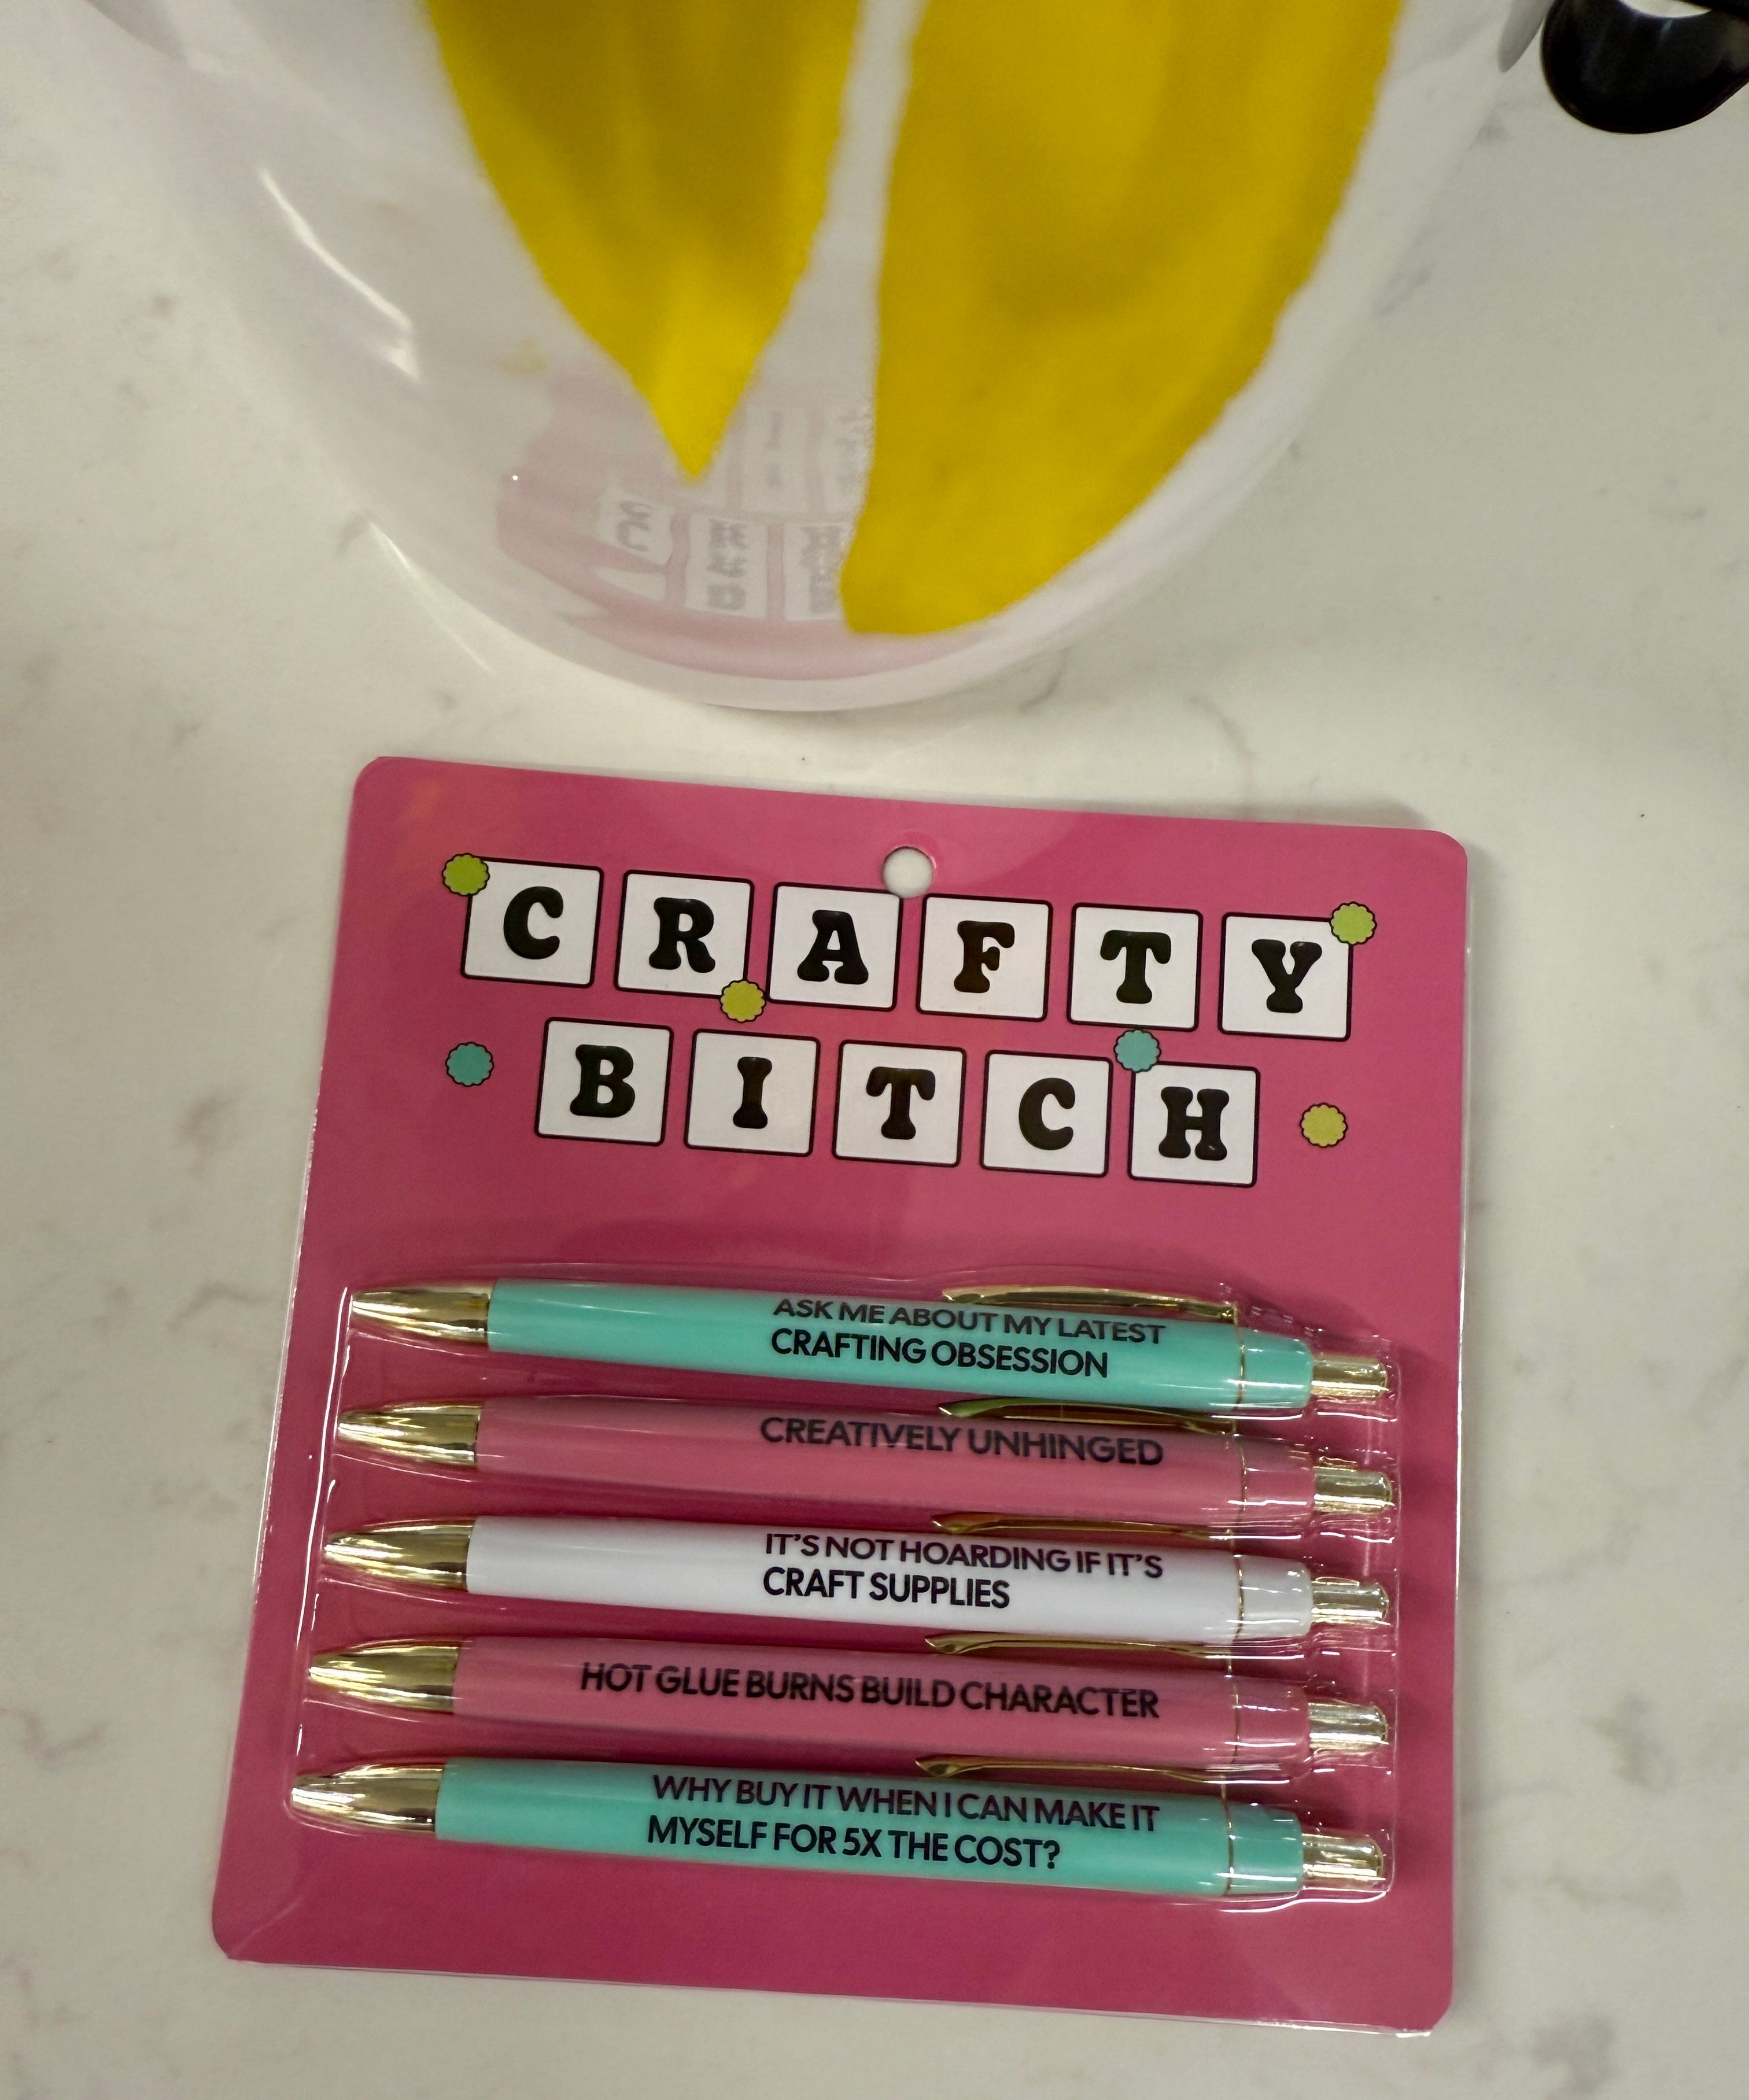 CRAFTY
BITCH
ASK ME ABOUT MY LATEST
CRAFTING OBSESSION
CREATIVELY UNHINGED
IT'S NOT HOARDING IF IT'S
CRAFT SUPPLIES
HOT GLUE BURNS BUILD CHARACTER
WHY BUY IT WHEN I CAN MAKE IT
MYSELF FOR 5X THE COST?